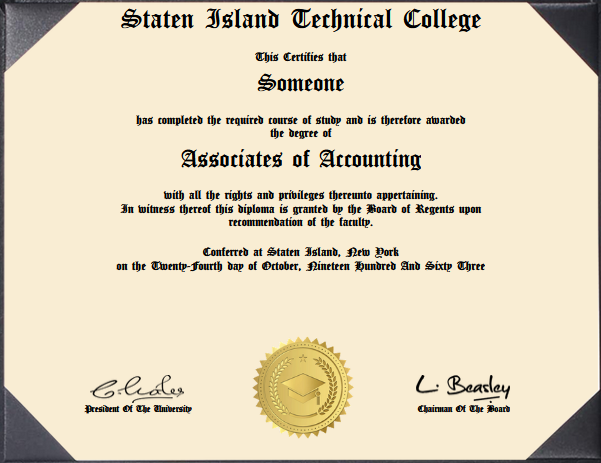 Staten Island Technical College
This Certifies that
Someone
has completed the required course of study and is therefore awarded
the degree of
Associates of Accounting
with all the rights and privileges thereunto appertaining.
In witness thereof this diploma is granted by the Board of Regents upon
recommendation of the faculty.
Conferred at Staten Island, New York
on the Twenty-Fourth day of October, Nineteen Hundred And Sixty Three
L. Beasley
President Of The University
Chairman Of The Board